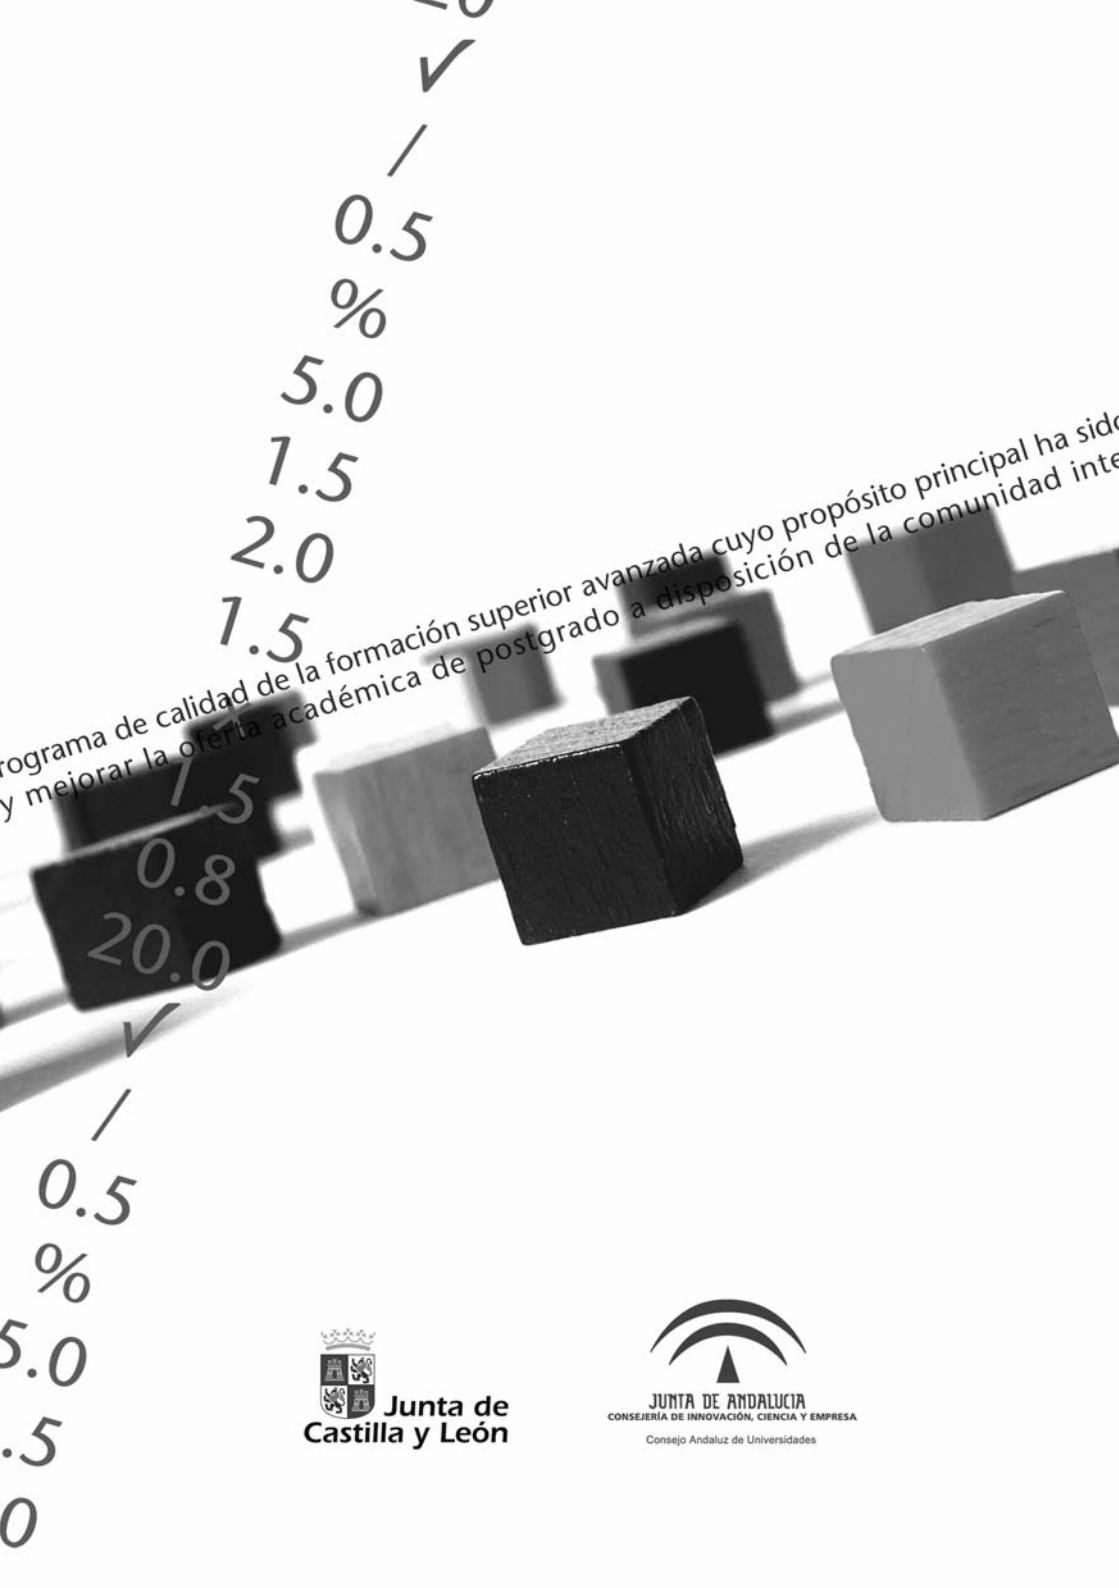 ✓
/
0.5
%
5.0
1.5
2.0
1.5
rograma de calidad de la formación superior avanzada cuyo propósito principal ha sido
y mejorar la oferta académica de postgrado a disposición de la comunidad inte
1.5
0.8
20.0
✓
/
0.5
%
5.0
.5
0
Junta de
Castilla y León
JUNTA DE ANDALUCIA
CONSEJERÍA DE INNOVACIÓN, CIENCIA Y EMPRESA
Consejo Andaluz de Universidades